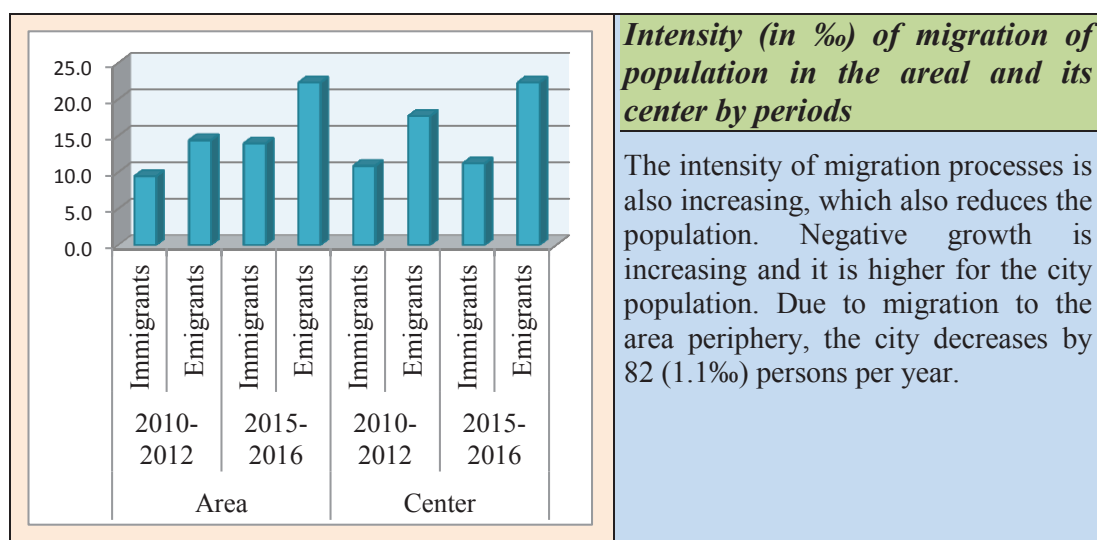 25.0
20.0
15.0
10.0
5.0
0.0
Immigrants
Emigrants
Immigrants
Emigrants
Immigrants
Emigrants
Immigrants
Emigrants
2010-
2012
2015-
2016
2010-
2012
2015-
2016
Area
Center
Intensity (in ‰) of migration of
population in the areal and its
center by periods
The intensity of migration processes is
also increasing, which also reduces the
population. Negative growth is
increasing and it is higher for the city
population. Due to migration to the
area periphery, the city decreases by
82 (1.1‰) persons per year.